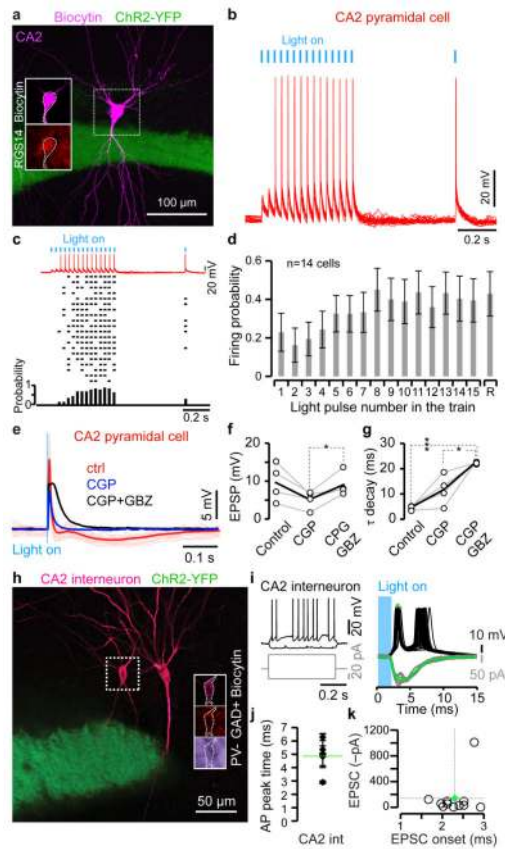 a Biocytin ChR2-YFP
CA2
RGS14 Biocytin
100 μm
b CA2 pyramidal cell
Light on
20 mV
0.2 s
c Light on
20 mV
Probability
1
0
0.2 s
d n=14 cells
Firing probability
0.6
0.4
0.2
0
1 2 3 4 5 6 7 8 9 10 11 12 13 14 15 R
Light pulse number in the train
e CA2 pyramidal cell
ctrl
CGP
CGP+GBZ
5 mV
Light on
0.1 s
f
EPSP (mV)
20
15
10
5
0
*
Control
CGP
CPG GBZ
g
τ decay (ms)
30
20
10
0
***
*
Control
CGP
CGP GBZ
h CA2 interneuron ChR2-YFP
PV- GAD+ Biocytin
50 μm
i CA2 interneuron
20 mV
20 pA
0.2 s
Light on
10 mV
50 pA
0 5 10 15
Time (ms)
j
AP peak time (ms)
7
6
5
4
3
2
1
0
CA2 int
k
EPSC (–pA)
1200
800
400
0
1 2 3
EPSC onset (ms)